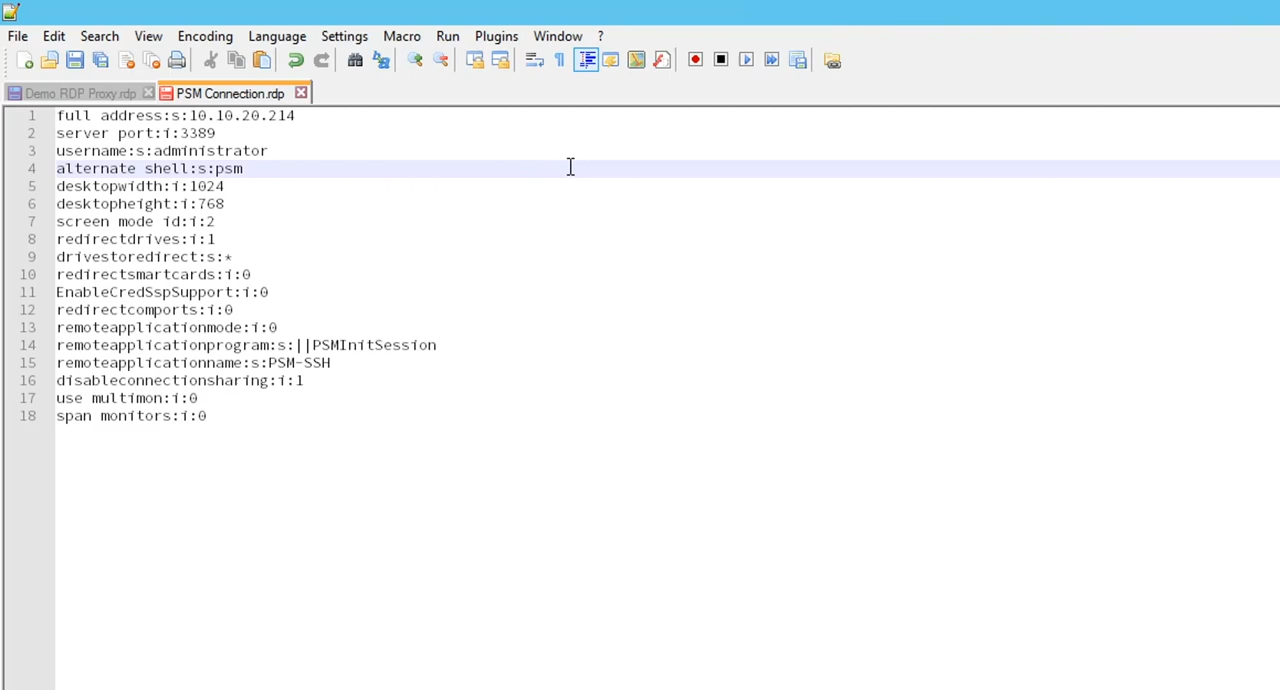 File Edit Search View Encoding Language Settings Macro Run Plugins Window ?
Demo RDP Proxy.rdp PSM Connection.rdp
1 full address:s:10.10.20.214
2 server port:i:3389
3 username:s:administrator
4 alternate shell:s:psm
5 desktopwidth:i:1024
6 desktopheight:i:768
7 screen mode id:i:2
8 redirectdrives:i:1
9 drivestoredirect:s:*
10 redirectsmartcards:i:0
11 EnableCredSspSupport:i:0
12 redirectcomports:i:0
13 remoteapplicationmode:i:0
14 remoteapplicationprogram:s:||PSMInitSession
15 remoteapplicationname:s:PSM-SSH
16 disableconnectionsharing:i:1
17 use multimon:i:0
18 span monitors:i:0